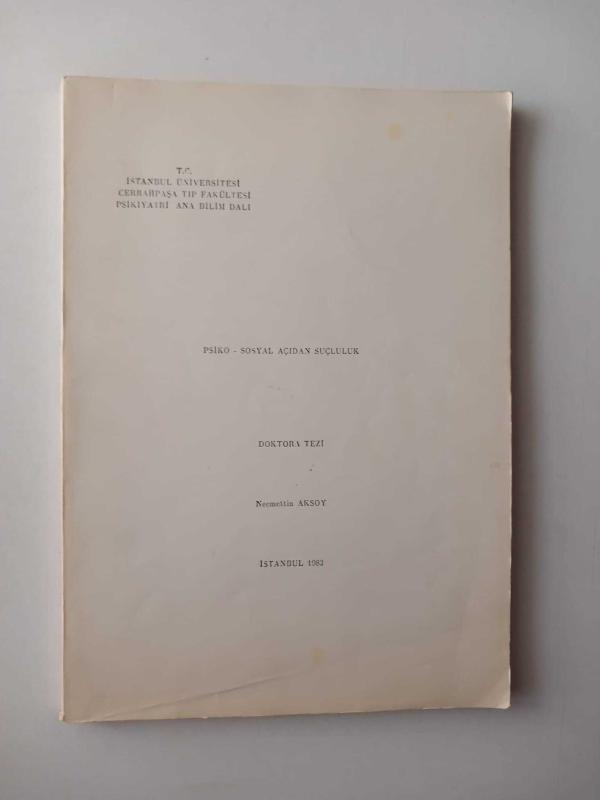 T.C.
İSTANBUL ÜNİVERSİTESİ
CERRAHPAŞA TIP FAKÜLTESİ
PSİKİYATRİ ANA BİLİM DALI
PSİKO - SOSYAL AÇIDAN SUÇLULUK
DOKTORA TEZİ
Necmettin AKSOY
İSTANBUL 1983